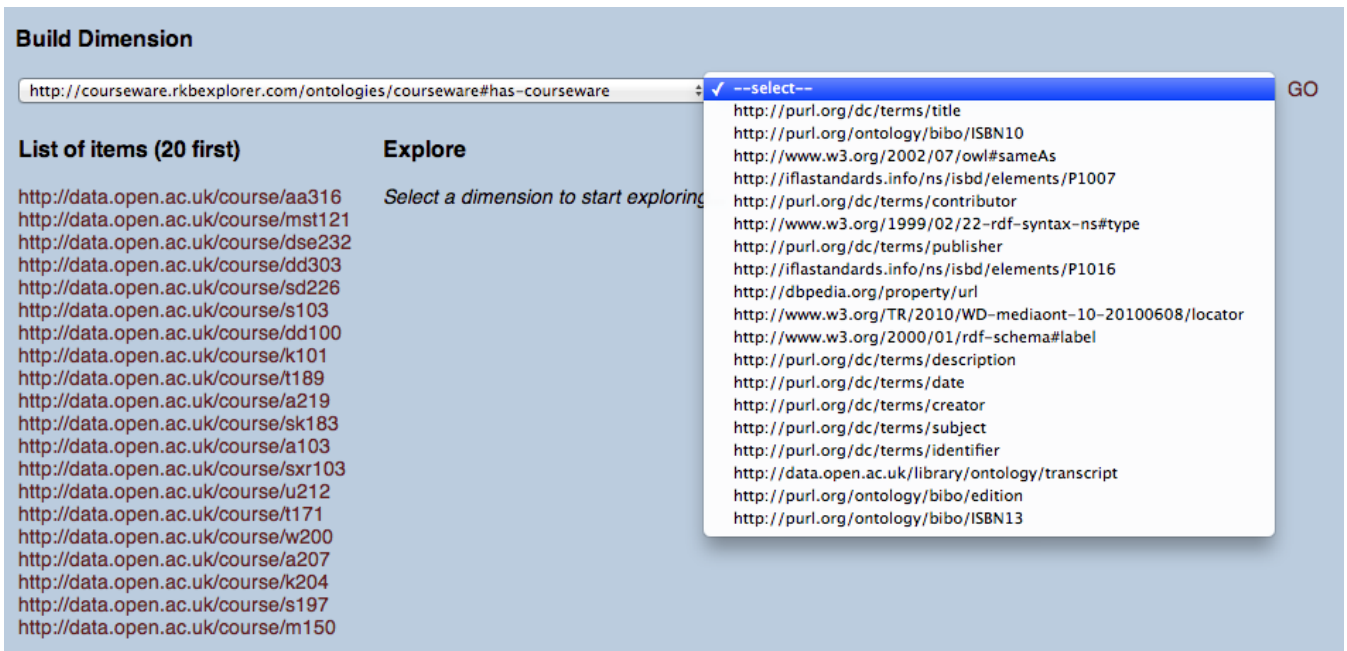 Build Dimension
http://courseware.rkbexplorer.com/ontologies/courseware#has-courseware
✓ --select--
GO
http://purl.org/dc/terms/title
http://purl.org/ontology/bibo/ISBN10
http://www.w3.org/2002/07/owl#sameAs
http://iflastandards.info/ns/isbd/elements/P1007
http://purl.org/dc/terms/contributor
http://www.w3.org/1999/02/22-rdf-syntax-ns#type
http://purl.org/dc/terms/publisher
http://iflastandards.info/ns/isbd/elements/P1016
http://dbpedia.org/property/url
http://www.w3.org/TR/2010/WD-mediaont-10-20100608/locator
http://www.w3.org/2000/01/rdf-schema#label
http://purl.org/dc/terms/description
http://purl.org/dc/terms/date
http://purl.org/dc/terms/creator
http://purl.org/dc/terms/subject
http://purl.org/dc/terms/identifier
http://data.open.ac.uk/library/ontology/transcript
http://purl.org/ontology/bibo/edition
http://purl.org/ontology/bibo/ISBN13
List of items (20 first)
http://data.open.ac.uk/course/aa316
http://data.open.ac.uk/course/mst121
http://data.open.ac.uk/course/dse232
http://data.open.ac.uk/course/dd303
http://data.open.ac.uk/course/sd226
http://data.open.ac.uk/course/s103
http://data.open.ac.uk/course/dd100
http://data.open.ac.uk/course/k101
http://data.open.ac.uk/course/t189
http://data.open.ac.uk/course/a219
http://data.open.ac.uk/course/sk183
http://data.open.ac.uk/course/a103
http://data.open.ac.uk/course/sxr103
http://data.open.ac.uk/course/u212
http://data.open.ac.uk/course/t171
http://data.open.ac.uk/course/w200
http://data.open.ac.uk/course/a207
http://data.open.ac.uk/course/k204
http://data.open.ac.uk/course/s197
http://data.open.ac.uk/course/m150
Explore
Select a dimension to start exploring